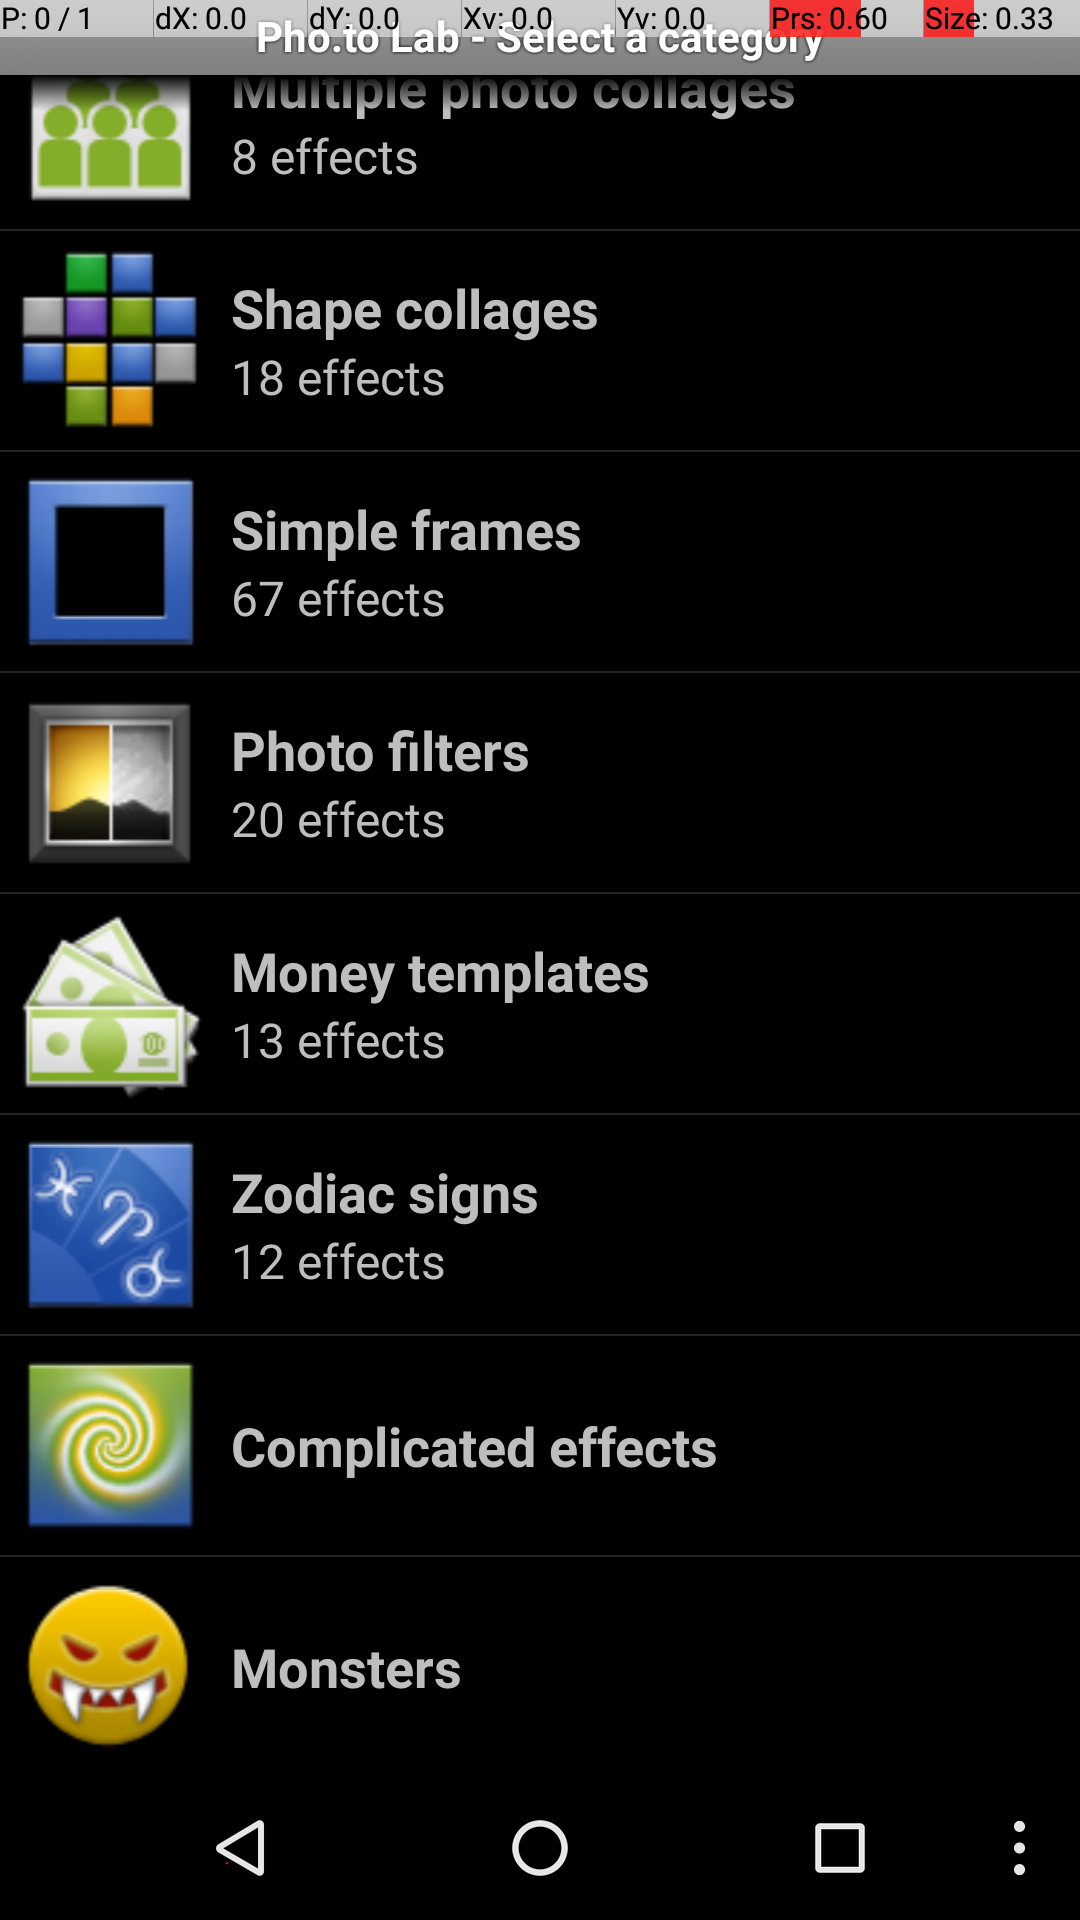 P: 0 / 1 dX: 0.0 dY: 0.0 Xv: 0.0 Yv: 0.0 Prs: 0.60 Size: 0.33
Pho.to Lab - Select a category
Multiple photo collages
8 effects
Shape collages
18 effects
Simple frames
67 effects
Photo filters
20 effects
Money templates
13 effects
Zodiac signs
12 effects
Complicated effects
Monsters